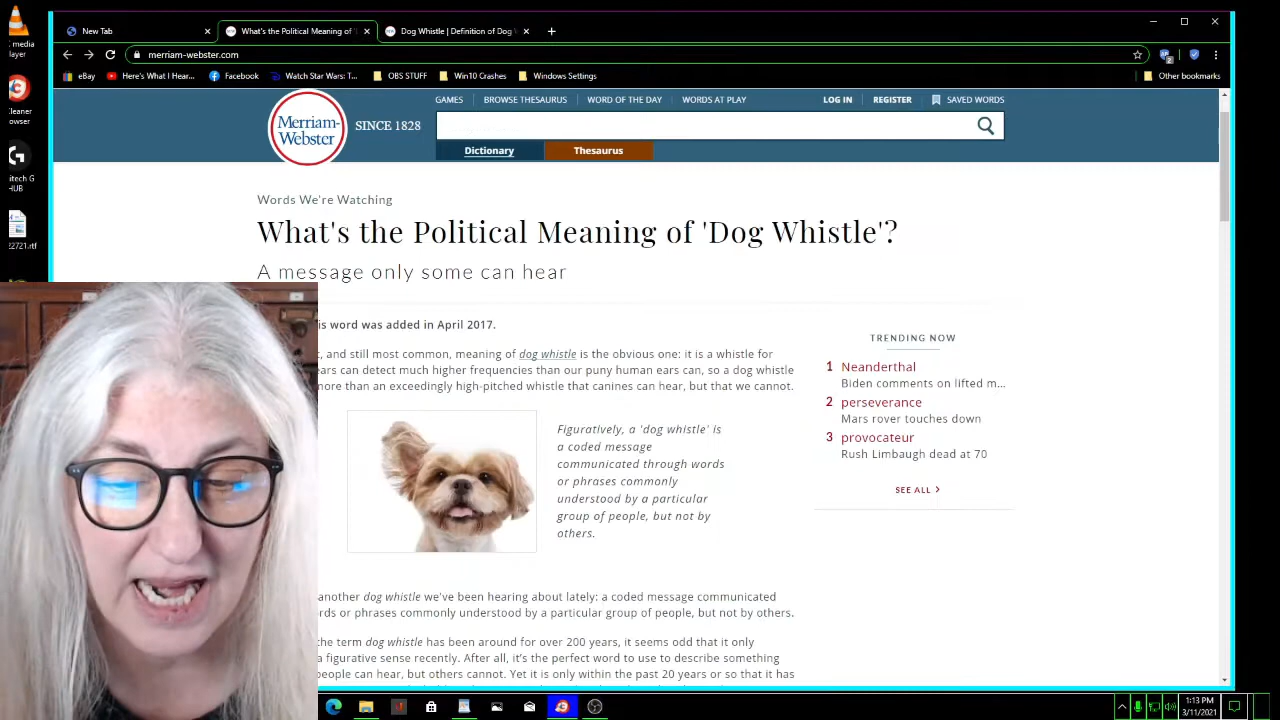 media
layer
New Tab
What's the Political Meaning of '
Dog Whistle | Definition of Dog
merriam-webster.com
2
eBay
Here's What I Hear...
Facebook
Watch Star Wars: T...
OBS STUFF
Win10 Crashes
Windows Settings
Other bookmarks
Cleaner
browser
GAMES
BROWSE THESAURUS
WORD OF THE DAY
WORDS AT PLAY
LOG IN
REGISTER
SAVED WORDS
Merriam-
Webster
SINCE 1828
Dictionary
Thesaurus
itech G
HUB
22721.rtf
Words We're Watching
What's the Political Meaning of 'Dog Whistle'?
A message only some can hear
is word was added in April 2017.
, and still most common, meaning of dog whistle is the obvious one: it is a whistle for
ars can detect much higher frequencies than our puny human ears can, so a dog whistle
more than an exceedingly high-pitched whistle that canines can hear, but that we cannot.
Figuratively, a 'dog whistle' is
a coded message
communicated through words
or phrases commonly
understood by a particular
group of people, but not by
others.
another dog whistle we've been hearing about lately: a coded message communicated
rds or phrases commonly understood by a particular group of people, but not by others.
the term dog whistle has been around for over 200 years, it seems odd that it only
a figurative sense recently. After all, it's the perfect word to use to describe something
people can hear, but others cannot. Yet it is only within the past 20 years or so that it has
TRENDING NOW
1 Neanderthal
Biden comments on lifted m...
2 perseverance
Mars rover touches down
3 provocateur
Rush Limbaugh dead at 70
SEE ALL
1:13 PM
3/11/2021